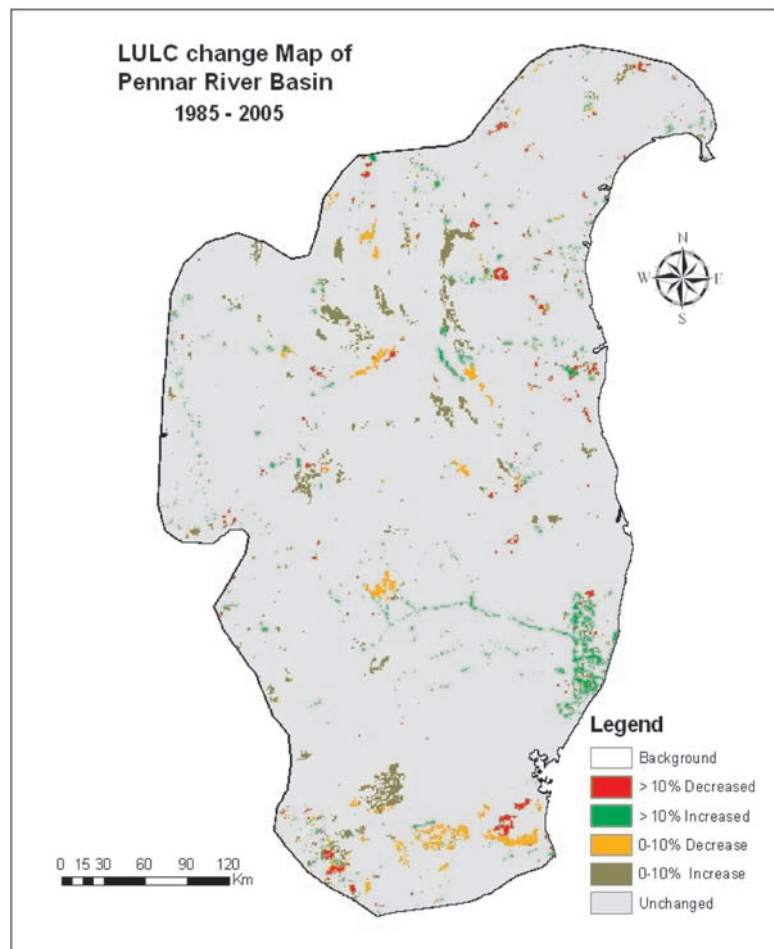 LULC change Map of
Pennar River Basin
1985 - 2005
N
W E
S
Legend
Background
> 10% Decreased
> 10% Increased
0-10% Decrease
0-10% Increase
Unchanged
0 15 30 60 90 120
Km